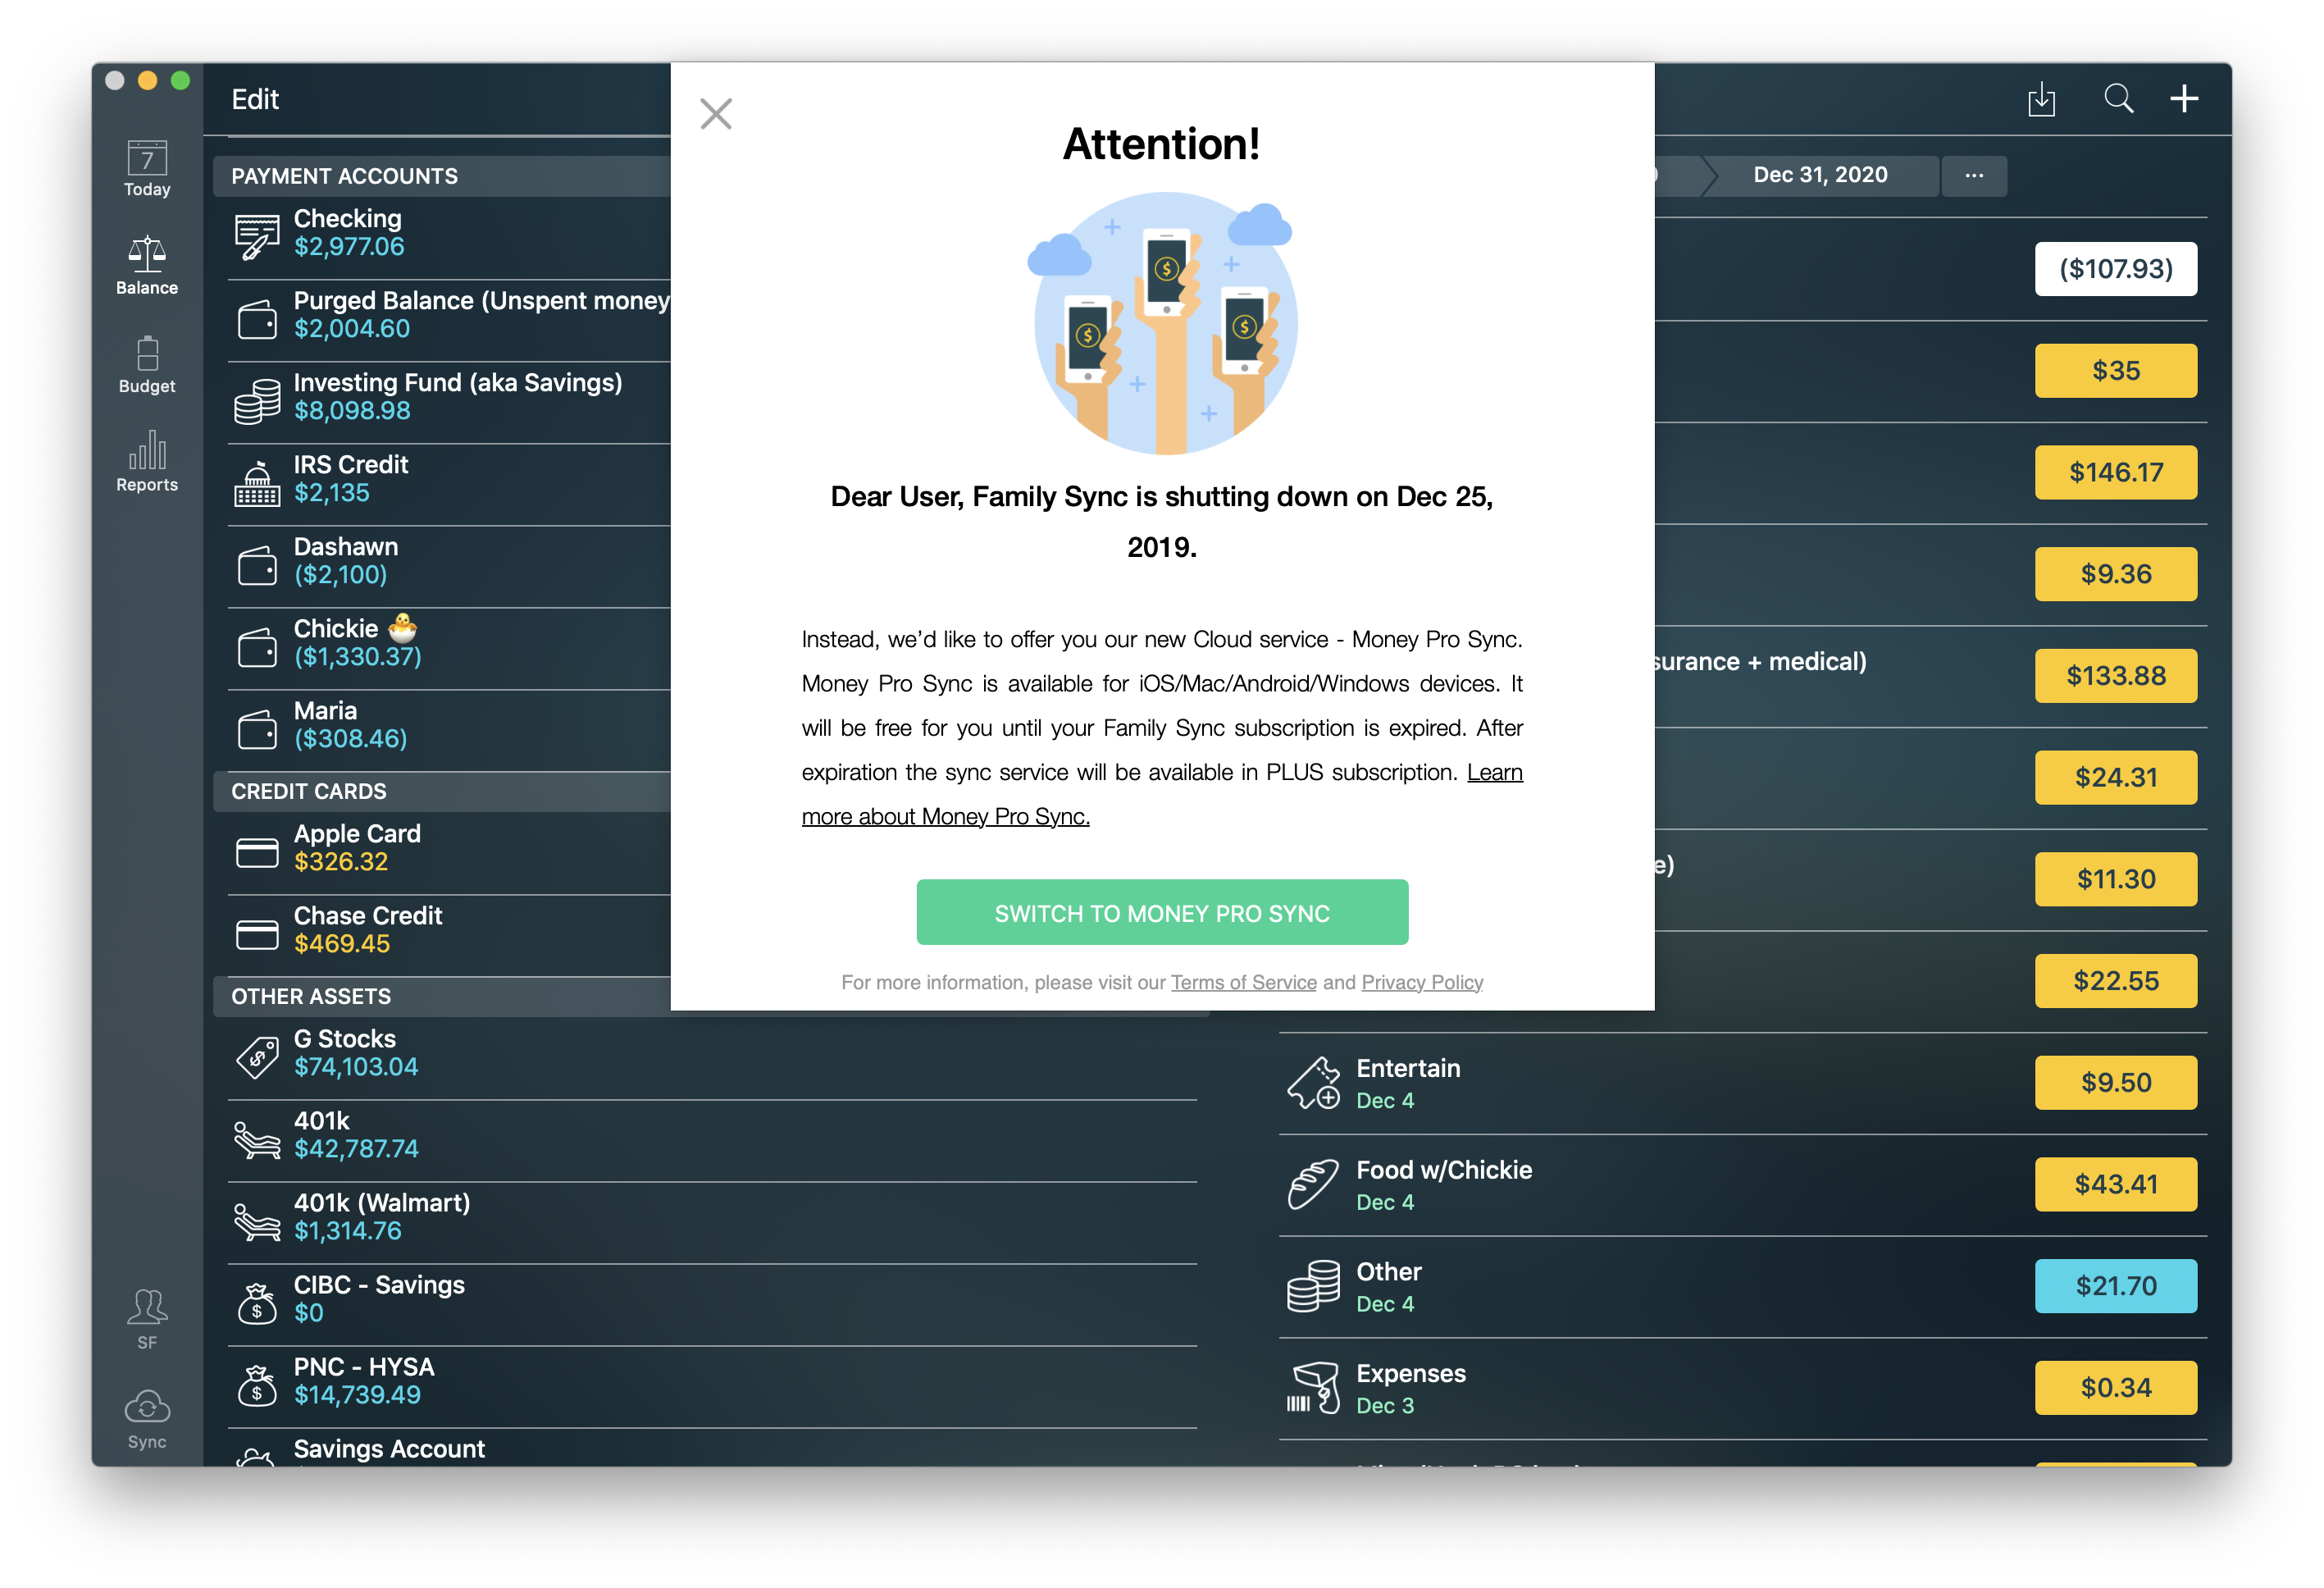 Edit
7
Today
Balance
Budget
Reports
SF
Sync
PAYMENT ACCOUNTS
Checking
$2,977.06
Purged Balance (Unspent money
$2,004.60
Investing Fund (aka Savings)
$8,098.98
IRS Credit
$2,135
Dashawn
($2,100)
Chickie 🐣
($1,330.37)
Maria
($308.46)
CREDIT CARDS
Apple Card
$326.32
Chase Credit
$469.45
OTHER ASSETS
G Stocks
$74,103.04
401k
$42,787.74
401k (Walmart)
$1,314.76
CIBC - Savings
$0
PNC - HYSA
$14,739.49
Savings Account
Attention!
Dear User, Family Sync is shutting down on Dec 25,
2019.
Instead, we'd like to offer you our new Cloud service - Money Pro Sync.
Money Pro Sync is available for iOS/Mac/Android/Windows devices. It
will be free for you until your Family Sync subscription is expired. After
expiration the sync service will be available in PLUS subscription. Learn
more about Money Pro Sync.
SWITCH TO MONEY PRO SYNC
For more information, please visit our Terms of Service and Privacy Policy
Dec 31, 2020
...
($107.93)
$35
$146.17
$9.36
surance + medical)
$133.88
$24.31
e)
$11.30
$22.55
Entertain
Dec 4
$9.50
Food w/Chickie
Dec 4
$43.41
Other
Dec 4
$21.70
Expenses
Dec 3
$0.34